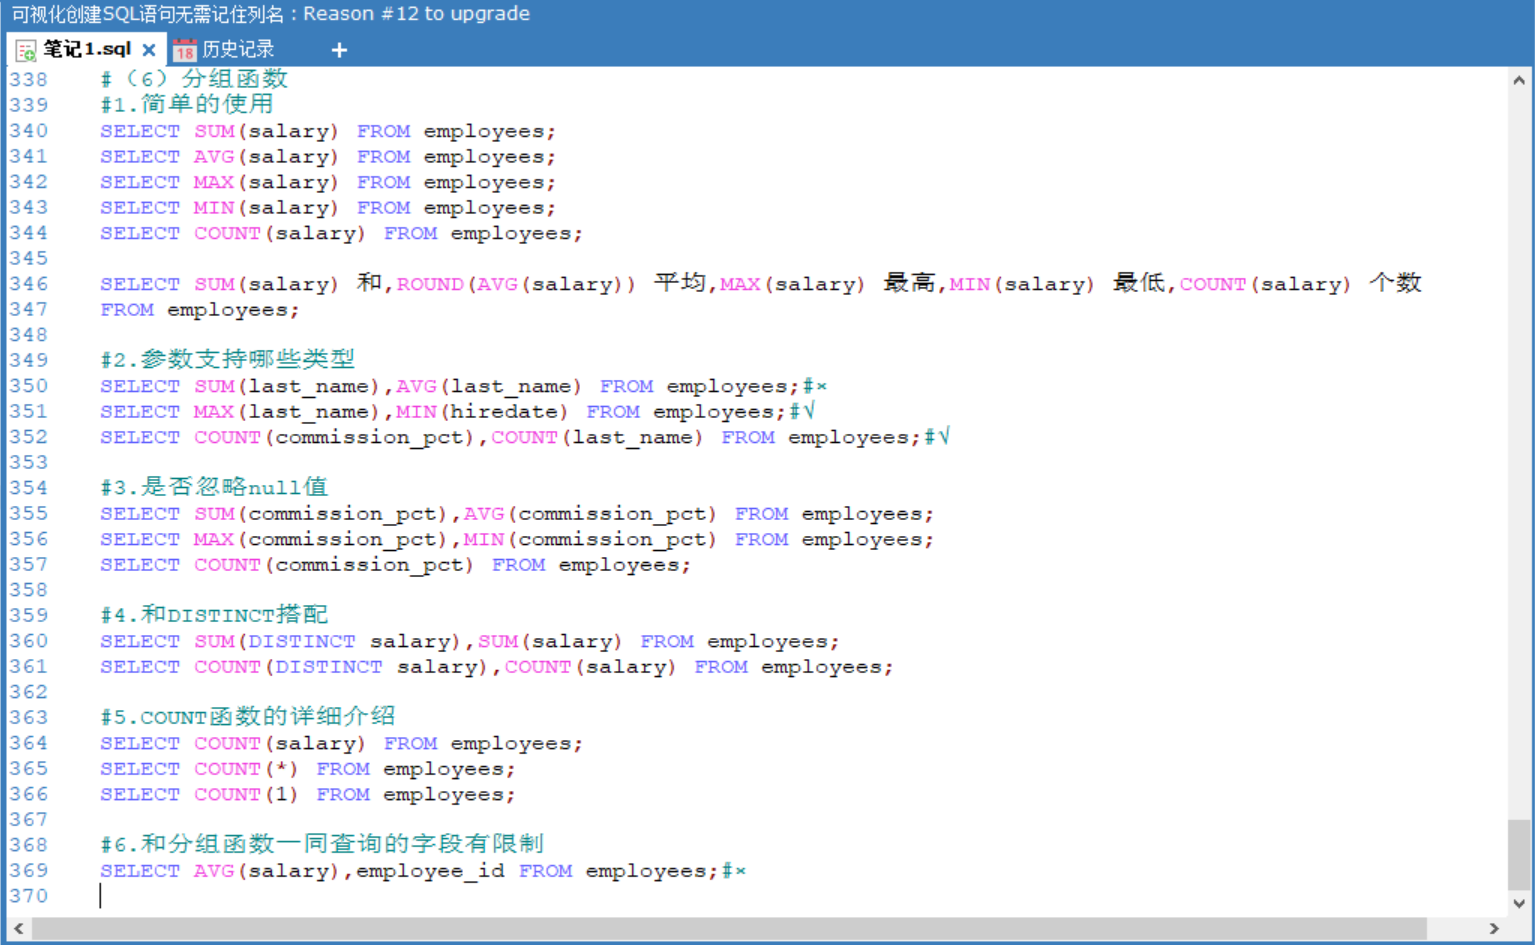 可视化创建SQL语句无需记住列名：Reason #12 to upgrade
笔记1.sql × 18 历史记录 +
338 #（6）分组函数
339 #1.简单的使用
340 SELECT SUM(salary) FROM employees;
341 SELECT AVG(salary) FROM employees;
342 SELECT MAX(salary) FROM employees;
343 SELECT MIN(salary) FROM employees;
344 SELECT COUNT(salary) FROM employees;
345
346 SELECT SUM(salary) 和,ROUND(AVG(salary)) 平均,MAX(salary) 最高,MIN(salary) 最低,COUNT(salary) 个数
347 FROM employees;
348
349 #2.参数支持哪些类型
350 SELECT SUM(last_name),AVG(last_name) FROM employees;#×
351 SELECT MAX(last_name),MIN(hiredate) FROM employees;#√
352 SELECT COUNT(commission_pct),COUNT(last_name) FROM employees;#√
353
354 #3.是否忽略null值
355 SELECT SUM(commission_pct),AVG(commission_pct) FROM employees;
356 SELECT MAX(commission_pct),MIN(commission_pct) FROM employees;
357 SELECT COUNT(commission_pct) FROM employees;
358
359 #4.和DISTINCT搭配
360 SELECT SUM(DISTINCT salary),SUM(salary) FROM employees;
361 SELECT COUNT(DISTINCT salary),COUNT(salary) FROM employees;
362
363 #5.COUNT函数的详细介绍
364 SELECT COUNT(salary) FROM employees;
365 SELECT COUNT(*) FROM employees;
366 SELECT COUNT(1) FROM employees;
367
368 #6.和分组函数一同查询的字段有限制
369 SELECT AVG(salary),employee_id FROM employees;#×
370